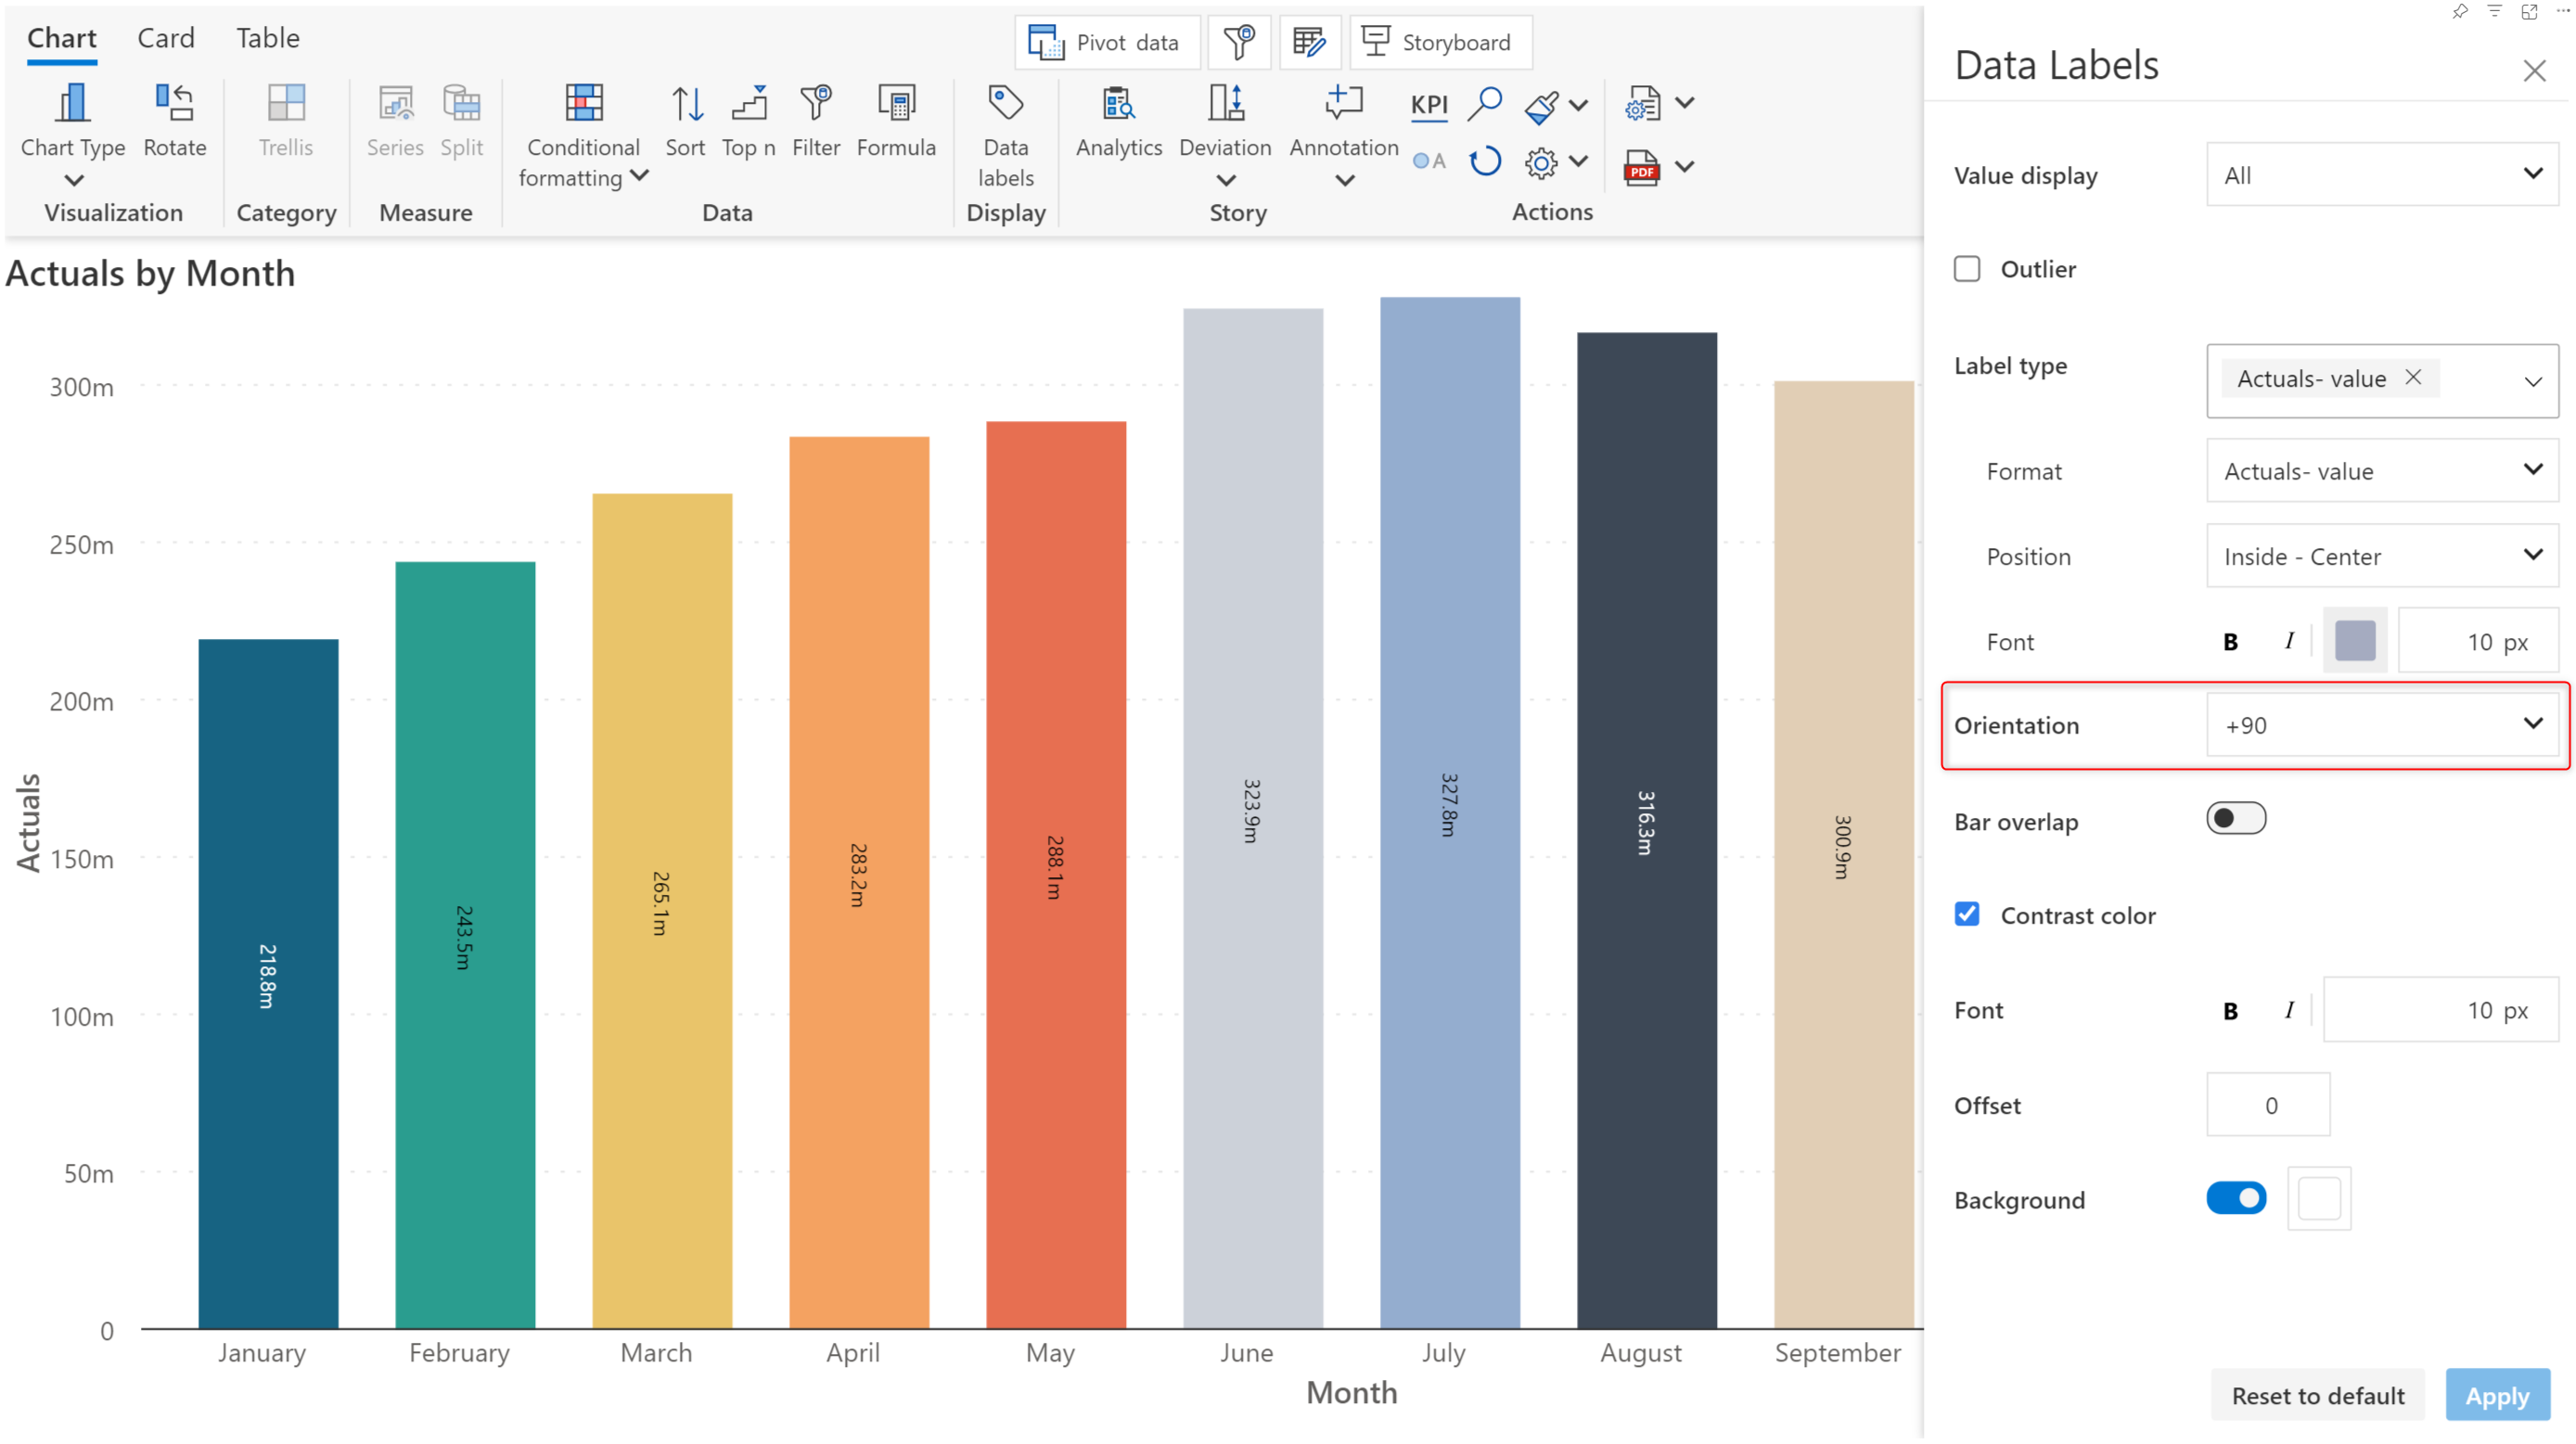 Chart Card Table
Pivot data Storyboard
Chart Type Rotate Trellis Series Split Conditional formatting Sort Top n Filter Formula Data labels Analytics Deviation Annotation KPI
A
PDF
Visualization Category Measure Data Display Story Actions
Actuals by Month
300m
250m
200m
150m
100m
50m
0
Actuals
218.8m
243.5m
265.1m
283.2m
288.1m
323.9m
327.8m
316.3m
300.9m
January February March April May June July August September
Month
Data Labels
Value display All
Outlier
Label type Actuals- value
Format Actuals- value
Position Inside - Center
Font B I 10 px
Orientation +90
Bar overlap
Contrast color
Font B I 10 px
Offset 0
Background
Reset to default Apply